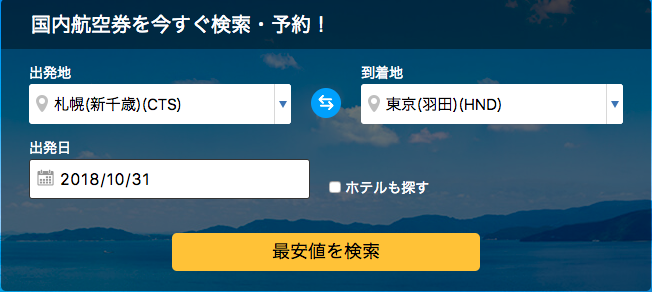 国内航空券を今すぐ検索・予約！
出発地
到着地
札幌(新千歳)(CTS)
東京(羽田)(HND)
出発日
2018/10/31
ホテルも探す
最安値を検索